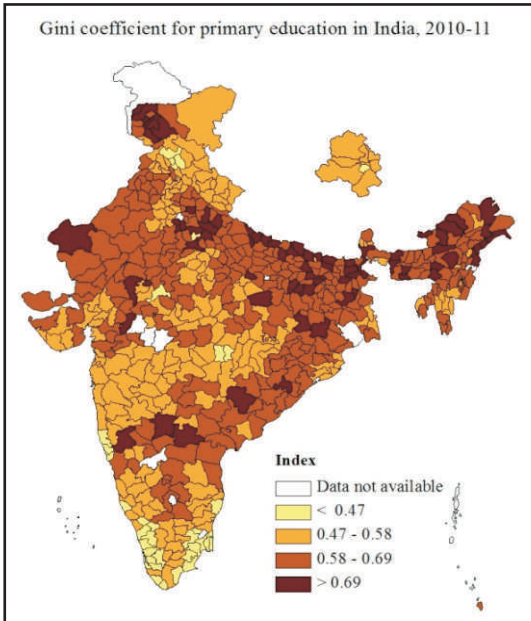 Gini coefficient for primary education in India, 2010-11
Index
Data not available
< 0.47
0.47 - 0.58
0.58 - 0.69
> 0.69